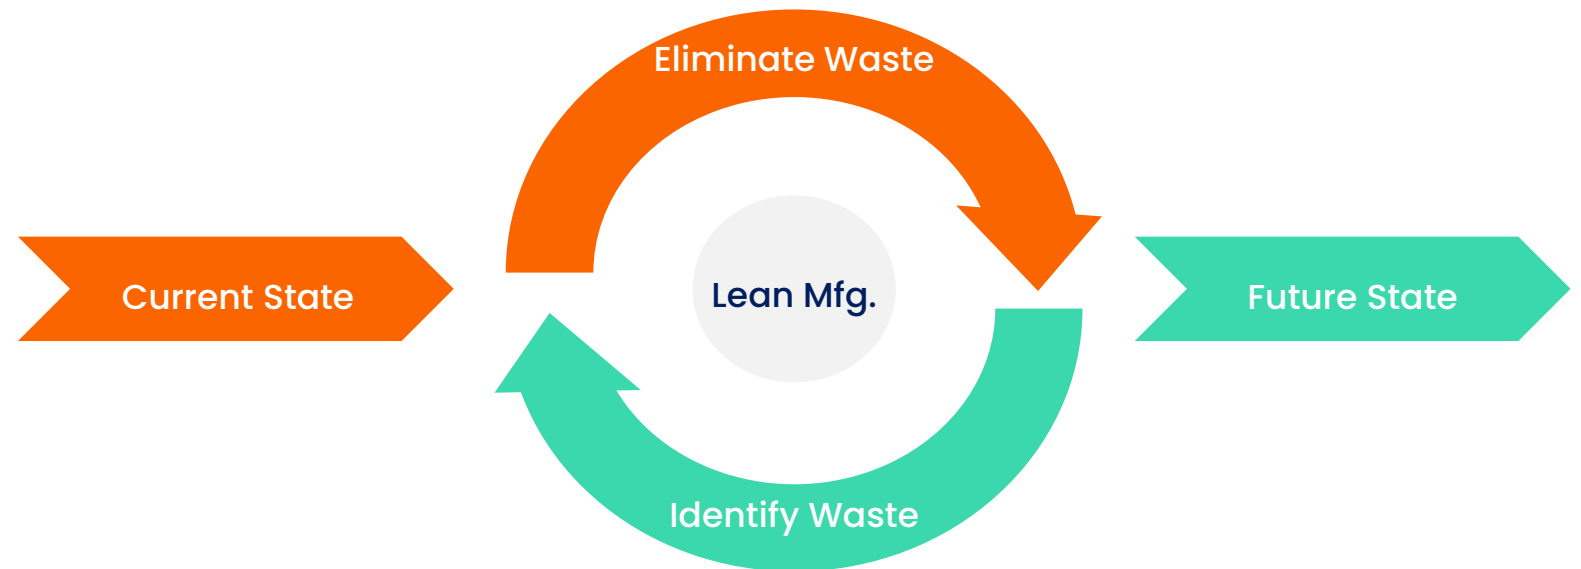 Eliminate Waste
Current State
Lean Mfg.
Future State
Identify Waste